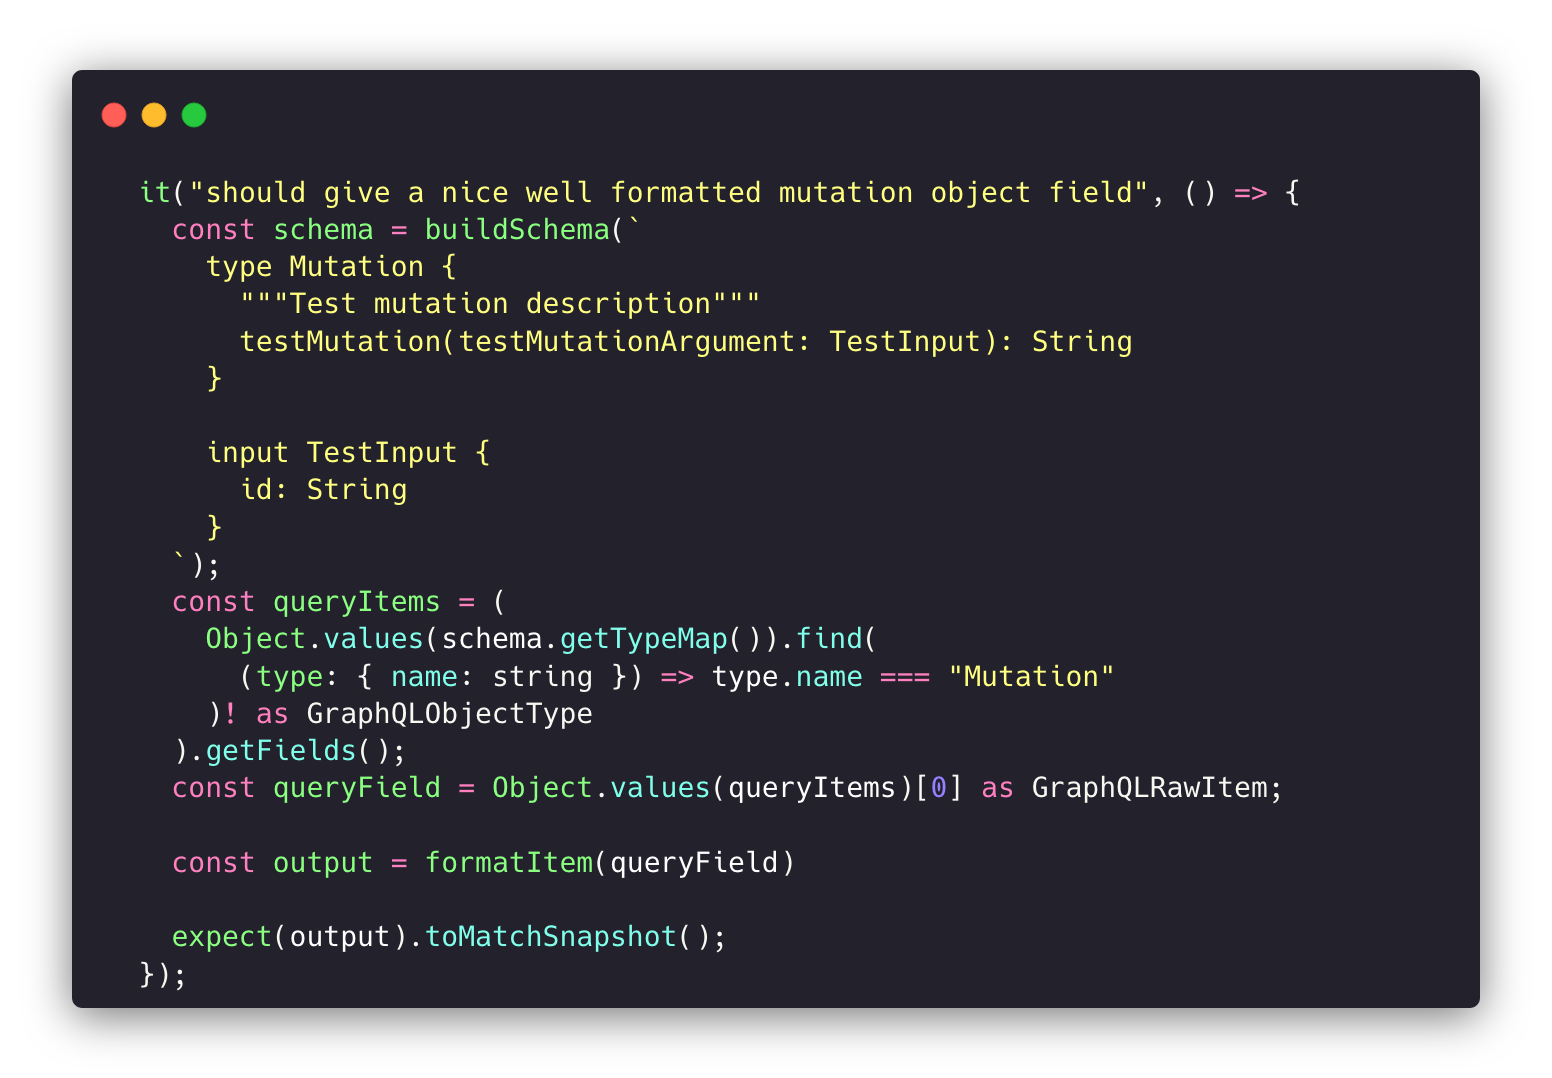 it("should give a nice well formatted mutation object field", () => {
  const schema = buildSchema(`
    type Mutation {
      """Test mutation description"""
      testMutation(testMutationArgument: TestInput): String
    }

    input TestInput {
      id: String
    }
  `);
  const queryItems = (
    Object.values(schema.getTypeMap()).find(
      (type: { name: string }) => type.name === "Mutation"
    )! as GraphQLObjectType
  ).getFields();
  const queryField = Object.values(queryItems)[0] as GraphQLRawItem;

  const output = formatItem(queryField)

  expect(output).toMatchSnapshot();
});